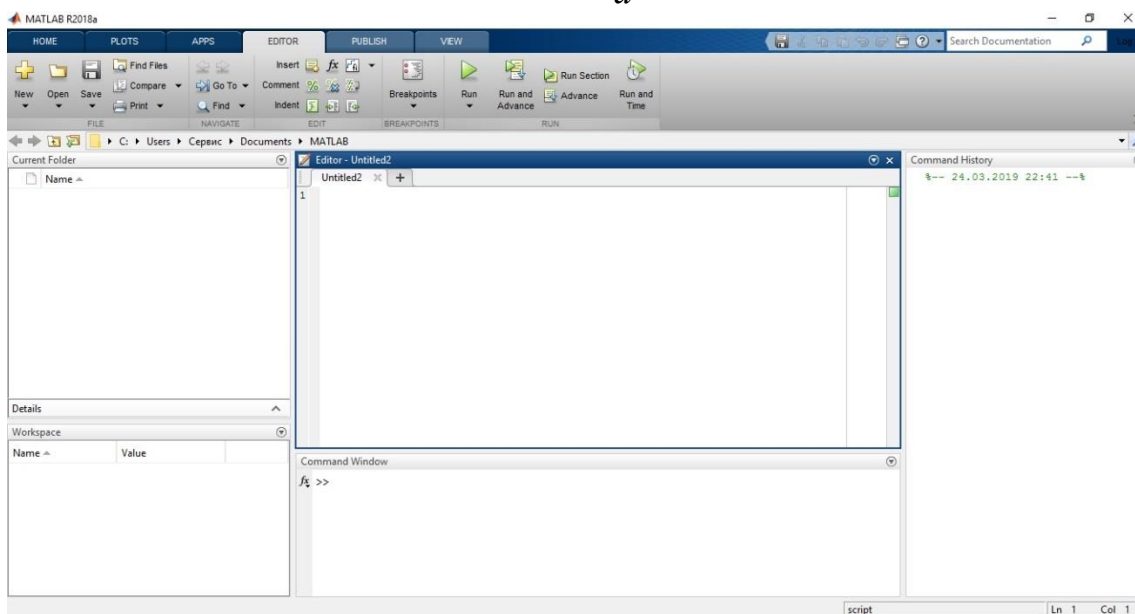 а
MATLAB R2018a
HOME PLOTS APPS EDITOR PUBLISH VIEW
Search Documentation
New Open Save
Find Files
Compare
Print
Go To
Find
Insert fx
Comment
Indent
Breakpoints
Run
Run and Advance
Run Section
Advance
Run and Time
FILE NAVIGATE EDIT BREAKPOINTS RUN
C: Users Сервис Documents MATLAB
Current Folder
Name
Details
Workspace
Name Value
Editor - Untitled2
Untitled2
1
Command Window
fx >>
Command History
%-- 24.03.2019 22:41 --%
script Ln 1 Col 1